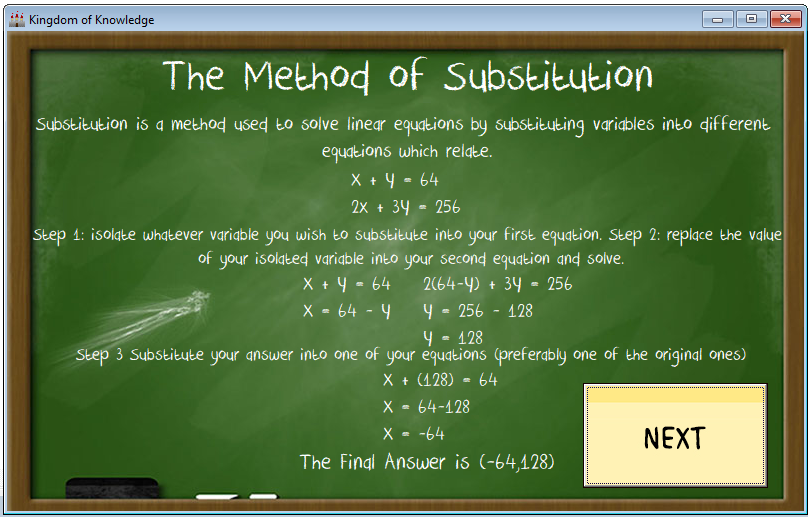 Kingdom of Knowledge
The Method of Substitution
Substitution is a method used to solve linear equations by substituting variables into different
equations which relate.
X + Y = 64
2X + 3Y = 256
Step 1: isolate whatever variable you wish to substitute into your first equation. Step 2: replace the value
of your isolated variable into your second equation and solve.
X + Y = 64 2(64-Y) + 3Y = 256
X = 64 - Y Y = 256 - 128
Y = 128
Step 3 Substitute your answer into one of your equations (preferably one of the original ones)
X + (128) = 64
X = 64-128
X = -64
The Final Answer is (-64,128)
NEXT